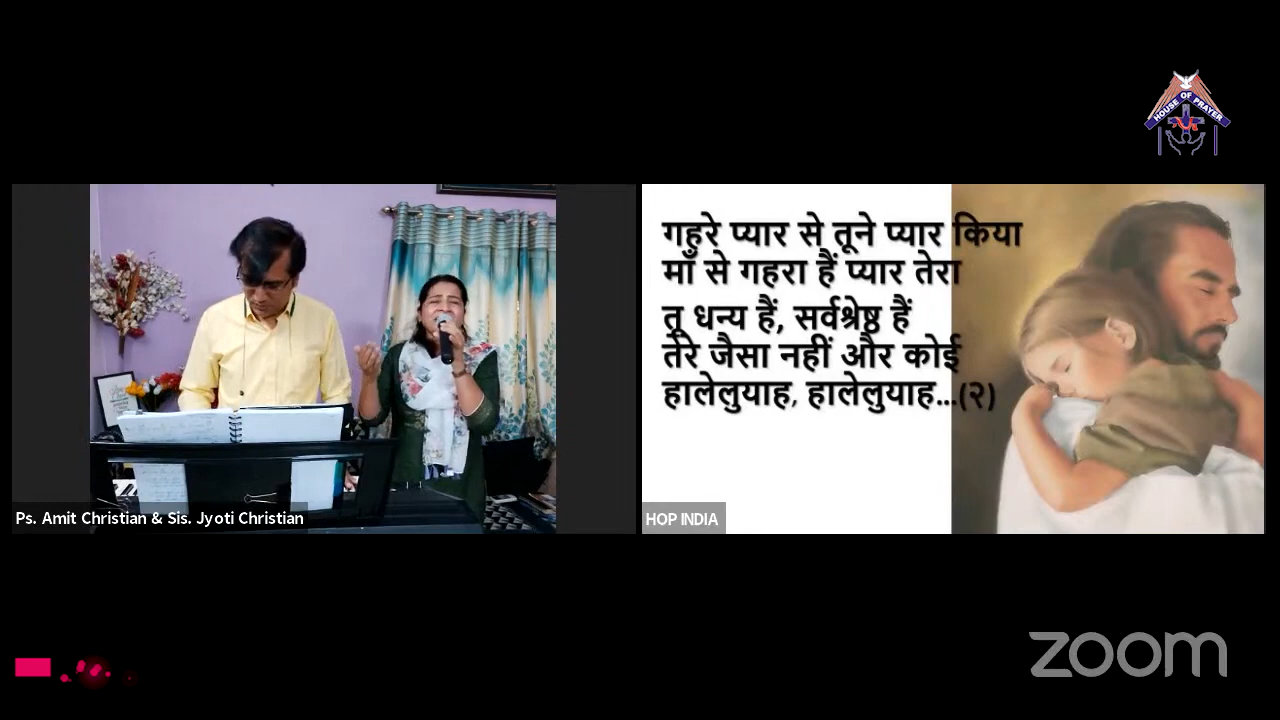 HOUSE OF PRAYER
गहुरे प्यार से तूने प्यार किया
माँ से गहरा हैं प्यार तेरा
तू धन्य हैं, सर्वश्रेष्ठ हैं
तेरे जैसा नहीं और कोई
हालेलुयाह, हालेलुयाह...(२)
Ps. Amit Christian & Sis. Jyoti Christian
HOP INDIA
zoom